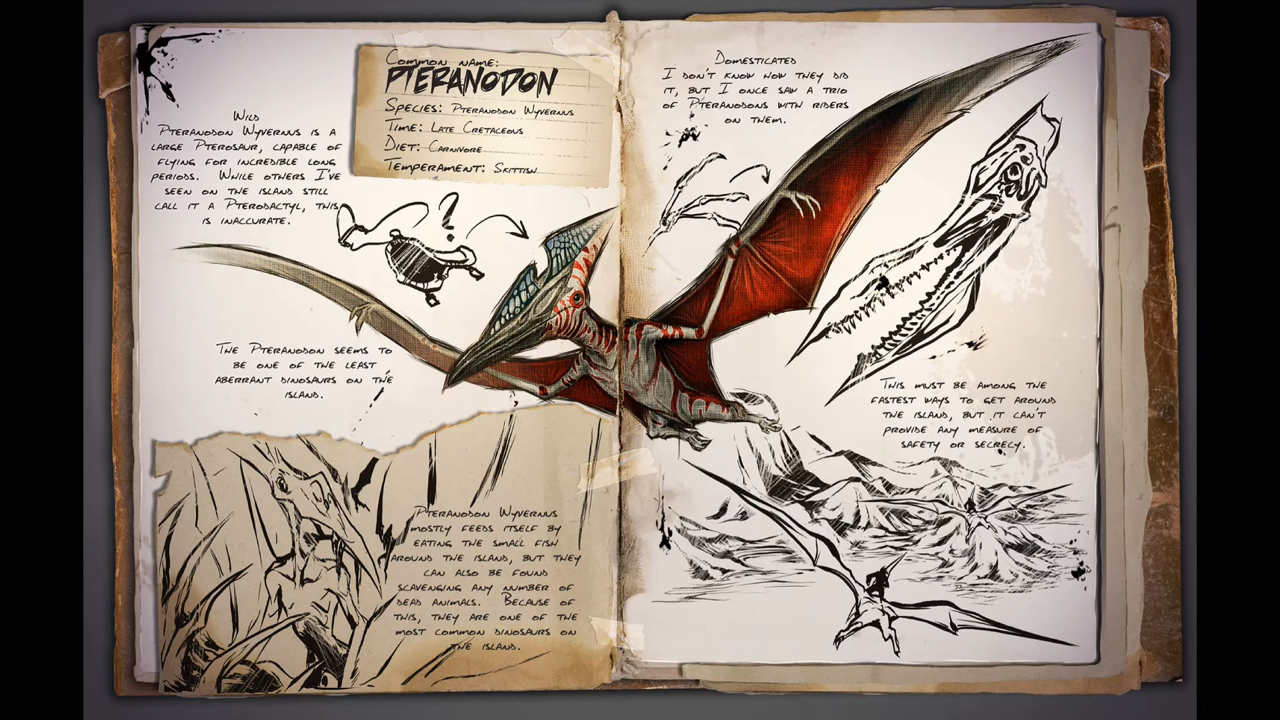 Common name:
PTERANODON
Species: Pteranodon Wyvernus
Time: Late Cretaceous
Diet: Carnivore
Temperament: Skittish
Wild
Pteranodon Wyvernus is a
large Pterosaur, capable of
flying for incredible long
periods. While others I've
seen on the island still
call it a Pterodactyl, this
is inaccurate.
?
The Pteranodon seems to
be one of the least
aberrant dinosaurs on the
island.
Pteranodon Wyvernus
mostly feeds itself by
eating the small fish
around the island, but they
can also be found
scavenging any number of
dead animals. Because of
this, they are one of the
most common dinosaurs on
the island.
Domesticated
I don't know how they did
it, but I once saw a trio
of Pteranodons with riders
on them.
This must be among the
fastest ways to get around
the island, but it can't
provide any measure of
safety or secrecy.